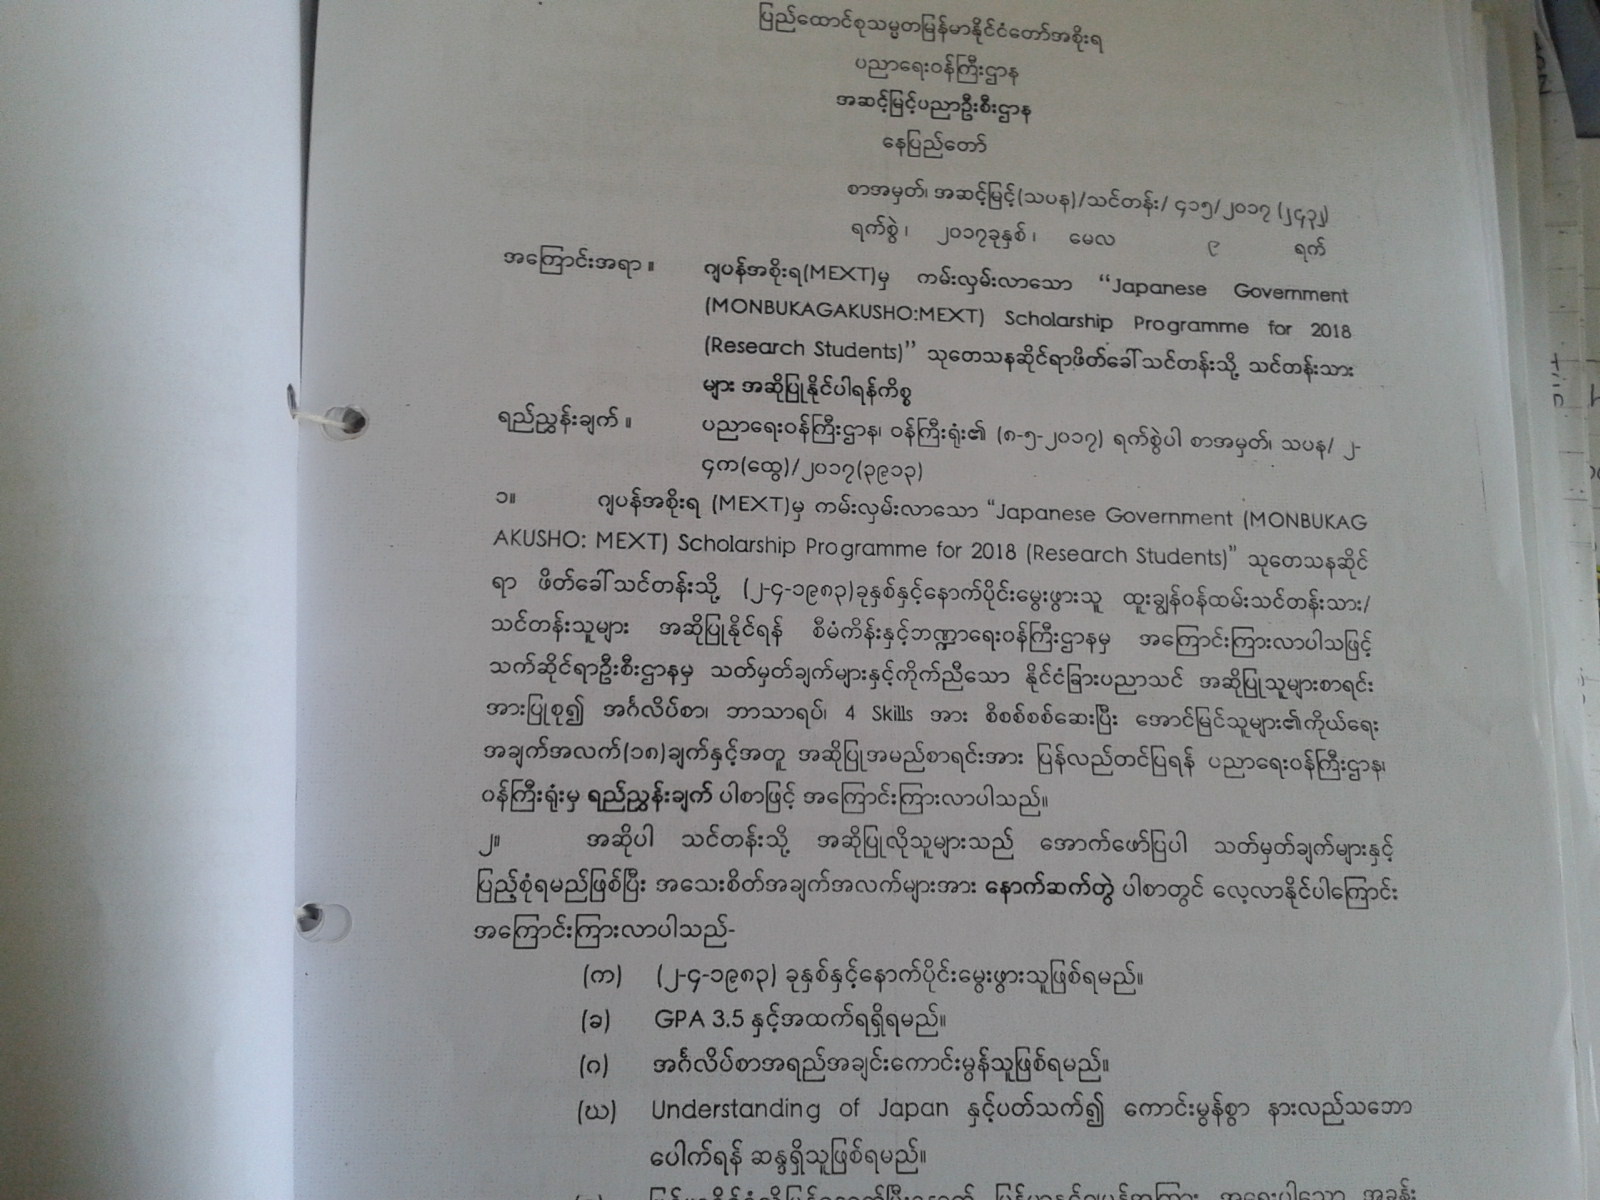 ပြည်ထောင်စုသမ္မတမြန်မာနိုင်ငံတော်အစိုးရ
ပညာရေးဝန်ကြီးဌာန
အဆင့်မြင့်ပညာဦးစီးဌာန
နေပြည်တော်
စာအမှတ်၊ အဆင့်မြင့်(သပန)/သင်တန်း/ ၄၁၅/၂၀၁၇ (၂၄၃၂)
ရက်စွဲ ၊ ၂၀၁၇ခုနှစ် ၊ မေလ ၉ ရက်
အကြောင်းအရာ ။ ဂျပန်အစိုးရ(MEXT)မှ ကမ်းလှမ်းလာသော “Japanese Government
(MONBUKAGAKUSHO:MEXT) Scholarship Programme for 2018
(Research Students)” သုတေသနဆိုင်ရာဖိတ်ခေါ်သင်တန်းသို့ သင်တန်းသား
များ အဆိုပြုနိုင်ပါရန်ကိစ္စ
ရည်ညွှန်းချက် ။ ပညာရေးဝန်ကြီးဌာန၊ ဝန်ကြီးရုံး၏ (၈-၅-၂၀၁၇) ရက်စွဲပါ စာအမှတ်၊ သပန/ ၂-
၄က(ထွေ)/၂၀၁၇(၃၉၁၃)
၁။ ဂျပန်အစိုးရ (MEXT)မှ ကမ်းလှမ်းလာသော “Japanese Government (MONBUKAG
AKUSHO: MEXT) Scholarship Programme for 2018 (Research Students)” သုတေသနဆိုင်
ရာ ဖိတ်ခေါ်သင်တန်းသို့ (၂-၄-၁၉၈၃)ခုနှစ်နှင့်နောက်ပိုင်းမွေးဖွားသူ ထူးချွန်ဝန်ထမ်းသင်တန်းသား/
သင်တန်းသူများ အဆိုပြုနိုင်ရန် စီမံကိန်းနှင့်ဘဏ္ဍာရေးဝန်ကြီးဌာနမှ အကြောင်းကြားလာပါသဖြင့်
သက်ဆိုင်ရာဦးစီးဌာနမှ သတ်မှတ်ချက်များနှင့်ကိုက်ညီသော နိုင်ငံခြားပညာသင် အဆိုပြုသူများစာရင်း
အားပြုစု၍ အင်္ဂလိပ်စာ၊ ဘာသာရပ်၊ 4 Skills အား စိစစ်စစ်ဆေးပြီး အောင်မြင်သူများ၏ကိုယ်ရေး
အချက်အလက်(၁၈)ချက်နှင့်အတူ အဆိုပြုအမည်စာရင်းအား ပြန်လည်တင်ပြရန် ပညာရေးဝန်ကြီးဌာန၊
ဝန်ကြီးရုံးမှ ရည်ညွှန်းချက် ပါစာဖြင့် အကြောင်းကြားလာပါသည်။
၂။ အဆိုပါ သင်တန်းသို့ အဆိုပြုလိုသူများသည် အောက်ဖော်ပြပါ သတ်မှတ်ချက်များနှင့်
ပြည့်စုံရမည်ဖြစ်ပြီး အသေးစိတ်အချက်အလက်များအား နောက်ဆက်တွဲ ပါစာတွင် လေ့လာနိုင်ပါကြောင်း
အကြောင်းကြားလာပါသည်-
(က) (၂-၄-၁၉၈၃) ခုနှစ်နှင့်နောက်ပိုင်းမွေးဖွားသူဖြစ်ရမည်။
(ခ) GPA 3.5 နှင့်အထက်ရရှိရမည်။
(ဂ) အင်္ဂလိပ်စာအရည်အချင်းကောင်းမွန်သူဖြစ်ရမည်။
(ဃ) Understanding of Japan နှင့်ပတ်သက်၍ ကောင်းမွန်စွာ နားလည်သဘော
ပေါက်ရန် ဆန္ဒရှိသူဖြစ်ရမည်။